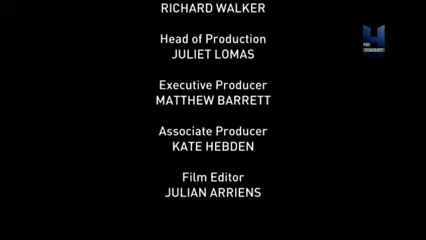 RICHARD WALKER
Head of Production
JULIET LOMAS
Executive Producer
MATTHEW BARRETT
Associate Producer
KATE HEBDEN
Film Editor
JULIAN ARRIENS
HD